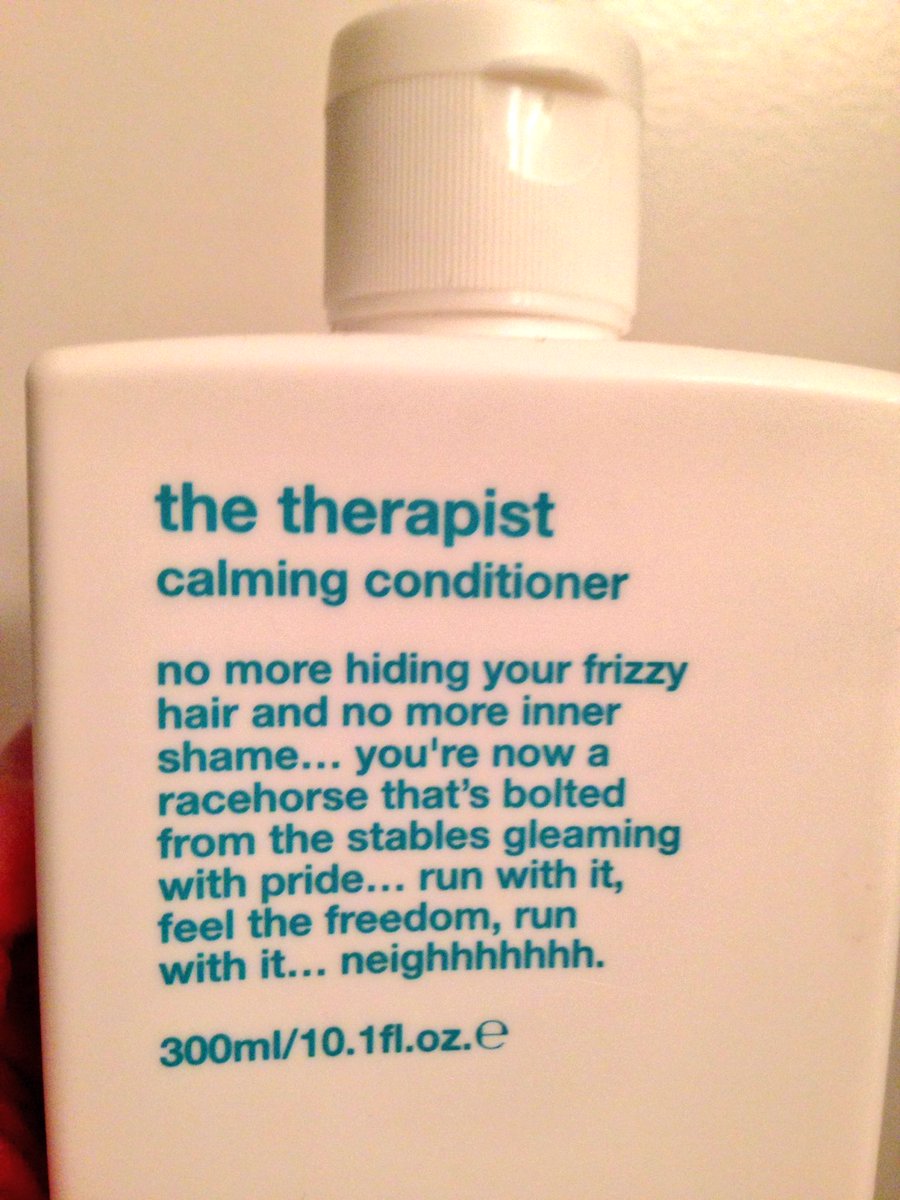 the therapist
calming conditioner
no more hiding your frizzy
hair and no more inner
shame... you're now a
racehorse that’s bolted
from the stables gleaming
with pride... run with it,
feel the freedom, run
with it... neighhhhhhh.
300ml/10.1fl.oz.℮